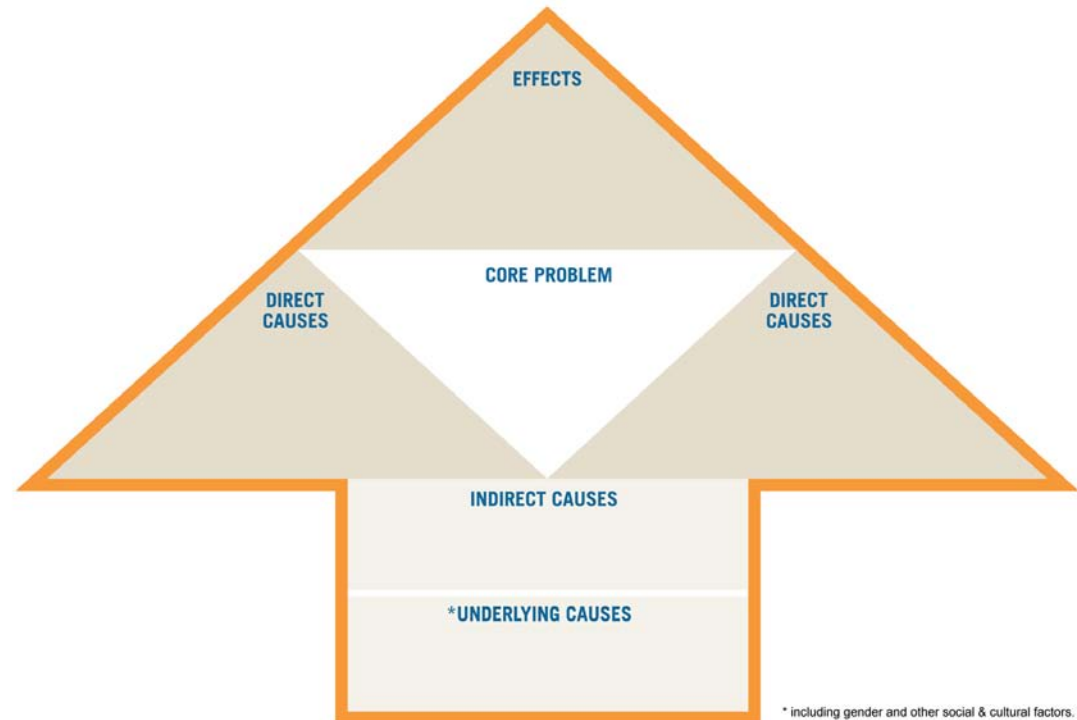 EFFECTS
CORE PROBLEM
DIRECT
CAUSES
DIRECT
CAUSES
INDIRECT CAUSES
*UNDERLYING CAUSES
* including gender and other social & cultural factors.